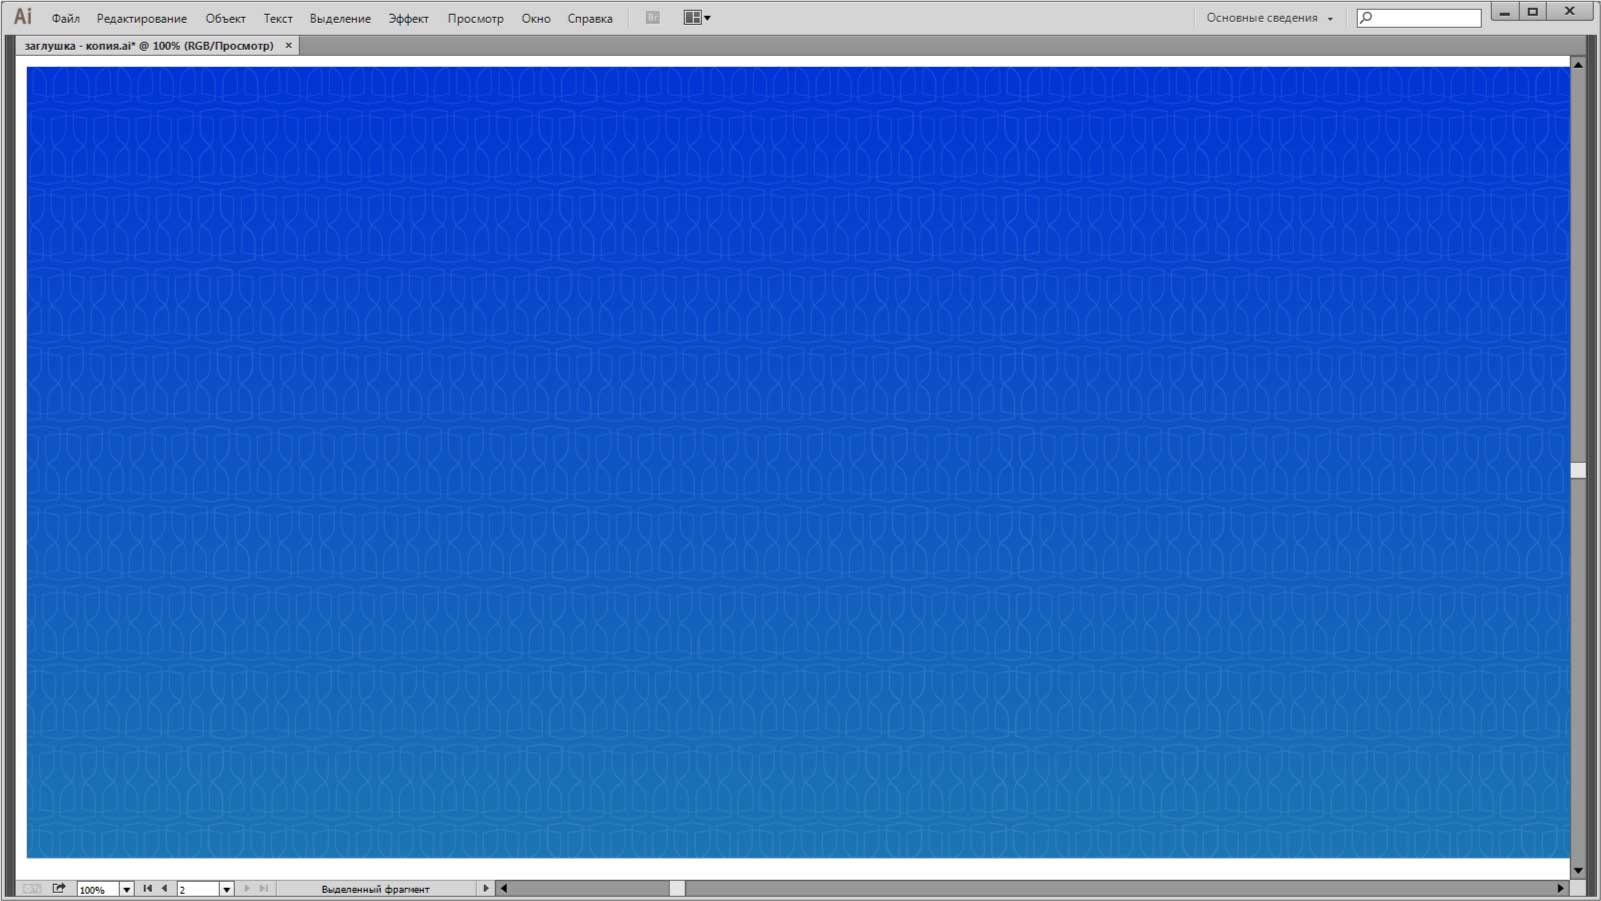 Ai Файл Редактирование Объект Текст Выделение Эффект Просмотр Окно Справка Br Основные сведения
заглушка - копия.ai* @ 100% (RGB/Просмотр) ×
100% 2 Выделенный фрагмент